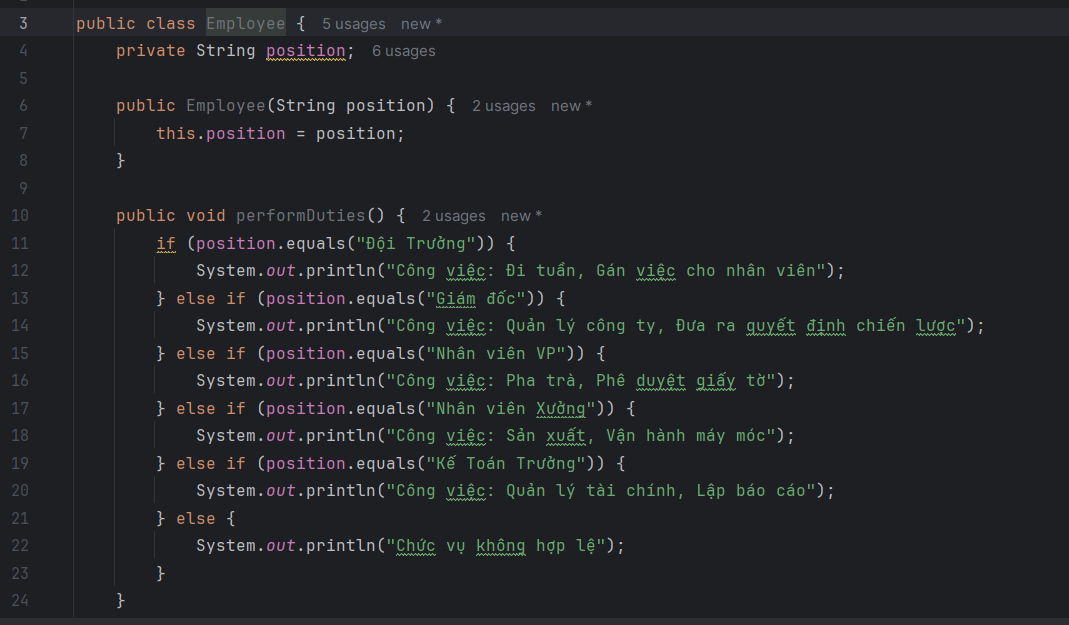 3 public class Employee { 5 usages new *
4 private String position; 6 usages
5
6 public Employee(String position) { 2 usages new *
7 this.position = position;
8 }
9
10 public void performDuties() { 2 usages new *
11 if (position.equals("Đội Trưởng")) {
12 System.out.println("Công việc: Đi tuần, Gán việc cho nhân viên");
13 } else if (position.equals("Giám đốc")) {
14 System.out.println("Công việc: Quản lý công ty, Đưa ra quyết định chiến lược");
15 } else if (position.equals("Nhân viên VP")) {
16 System.out.println("Công việc: Pha trà, Phê duyệt giấy tờ");
17 } else if (position.equals("Nhân viên Xưởng")) {
18 System.out.println("Công việc: Sản xuất, Vận hành máy móc");
19 } else if (position.equals("Kế Toán Trưởng")) {
20 System.out.println("Công việc: Quản lý tài chính, Lập báo cáo");
21 } else {
22 System.out.println("Chức vụ không hợp lệ");
23 }
24 }